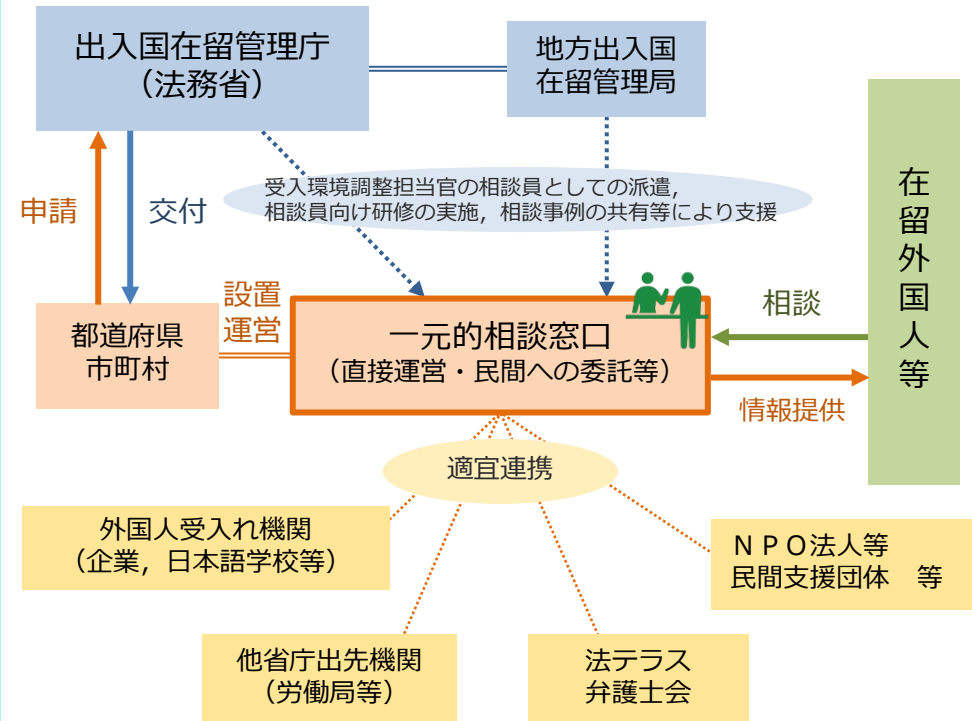 出入国在留管理庁
（法務省）
地方出入国
在留管理局
在留外国人等
受入環境調整担当官の相談員としての派遣，
相談員向け研修の実施，相談事例の共有等により支援
申請
交付
都道府県
市町村
設置
運営
一元的相談窓口
（直接運営・民間への委託等）
相談
情報提供
適宜連携
外国人受入れ機関
（企業，日本語学校等）
ＮＰＯ法人等
民間支援団体　等
他省庁出先機関
（労働局等）
法テラス
弁護士会